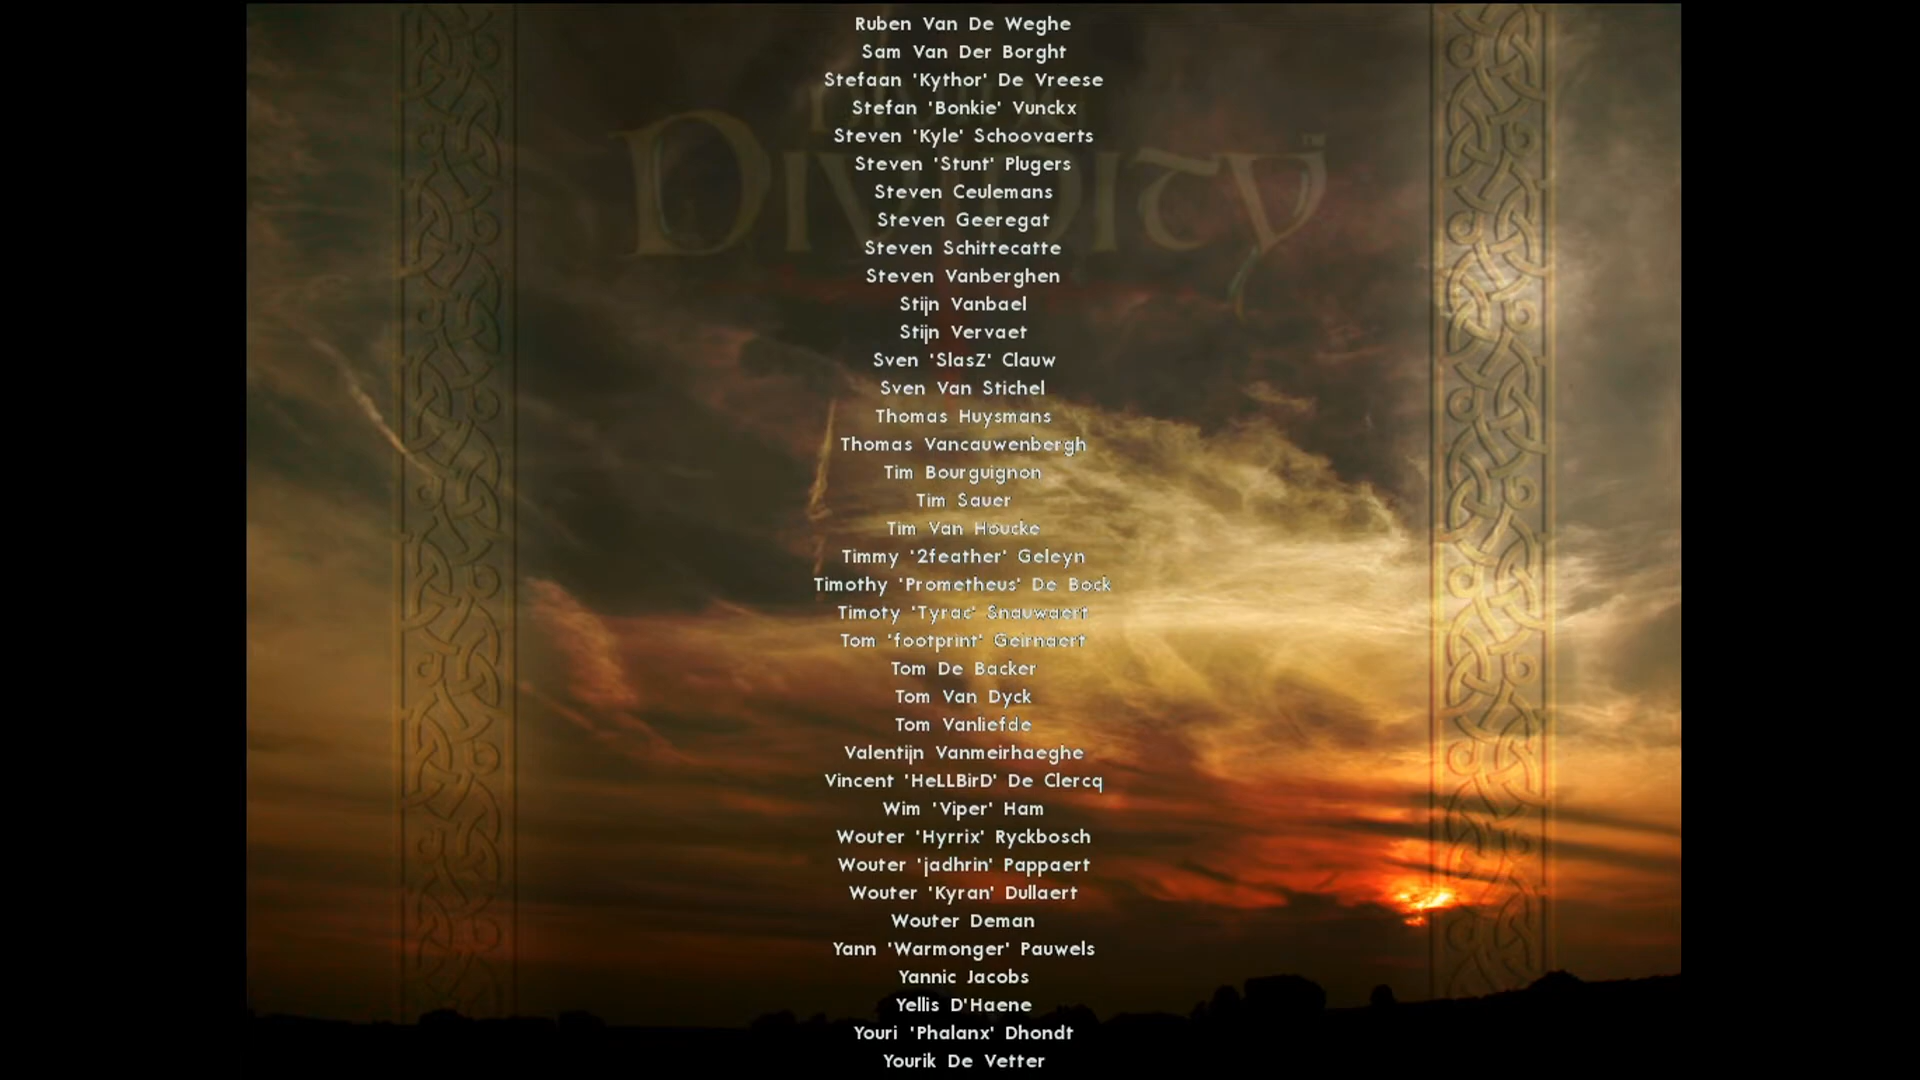 Ruben Van De Weghe
Sam Van Der Borght
Stefaan 'Kythor' De Vreese
Stefan 'Bonkie' Vunckx
Steven 'Kyle' Schoovaerts
Steven 'Stunt' Plugers
Steven Ceulemans
Steven Geeregat
Steven Schittecatte
Steven Vanberghen
Stijn Vanbael
Stijn Vervaet
Sven 'SlasZ' Clauw
Sven Van Stichel
Thomas Huysmans
Thomas Vancauwenbergh
Tim Bourguignon
Tim Sauer
Tim Van Houcke
Timmy '2feather' Geleyn
Timothy 'Prometheus' De Bock
Timoty 'Tyrac' Snauwaert
Tom 'footprint' Geirnaert
Tom De Backer
Tom Van Dyck
Tom Vanliefde
Valentijn Vanmeirhaeghe
Vincent 'HeLLBirD' De Clercq
Wim 'Viper' Ham
Wouter 'Hyrrix' Ryckbosch
Wouter 'jadhrin' Pappaert
Wouter 'Kyran' Dullaert
Wouter Deman
Yann 'Warmonger' Pauwels
Yannic Jacobs
Yellis D'Haene
Youri 'Phalanx' Dhondt
Yourik De Vetter
Divinity™